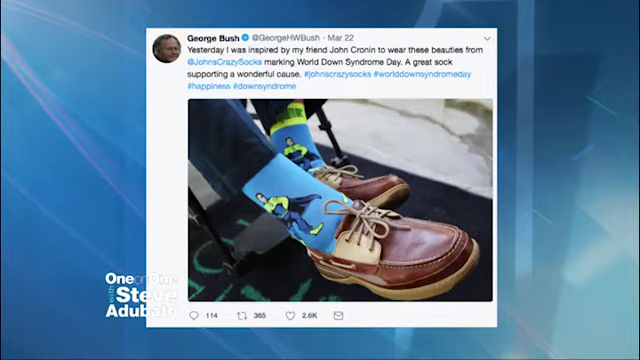 George Bush @GeorgeHWBush · Mar 22
Yesterday I was inspired by my friend John Cronin to wear these beauties from
@JohnsCrazySocks marking World Down Syndrome Day. A great sock
supporting a wonderful cause. #johnscrazysocks #worlddownsyndromeday
#happiness #downsyndrome
114 365 2.6K
One on One
with
Steve
Adubato